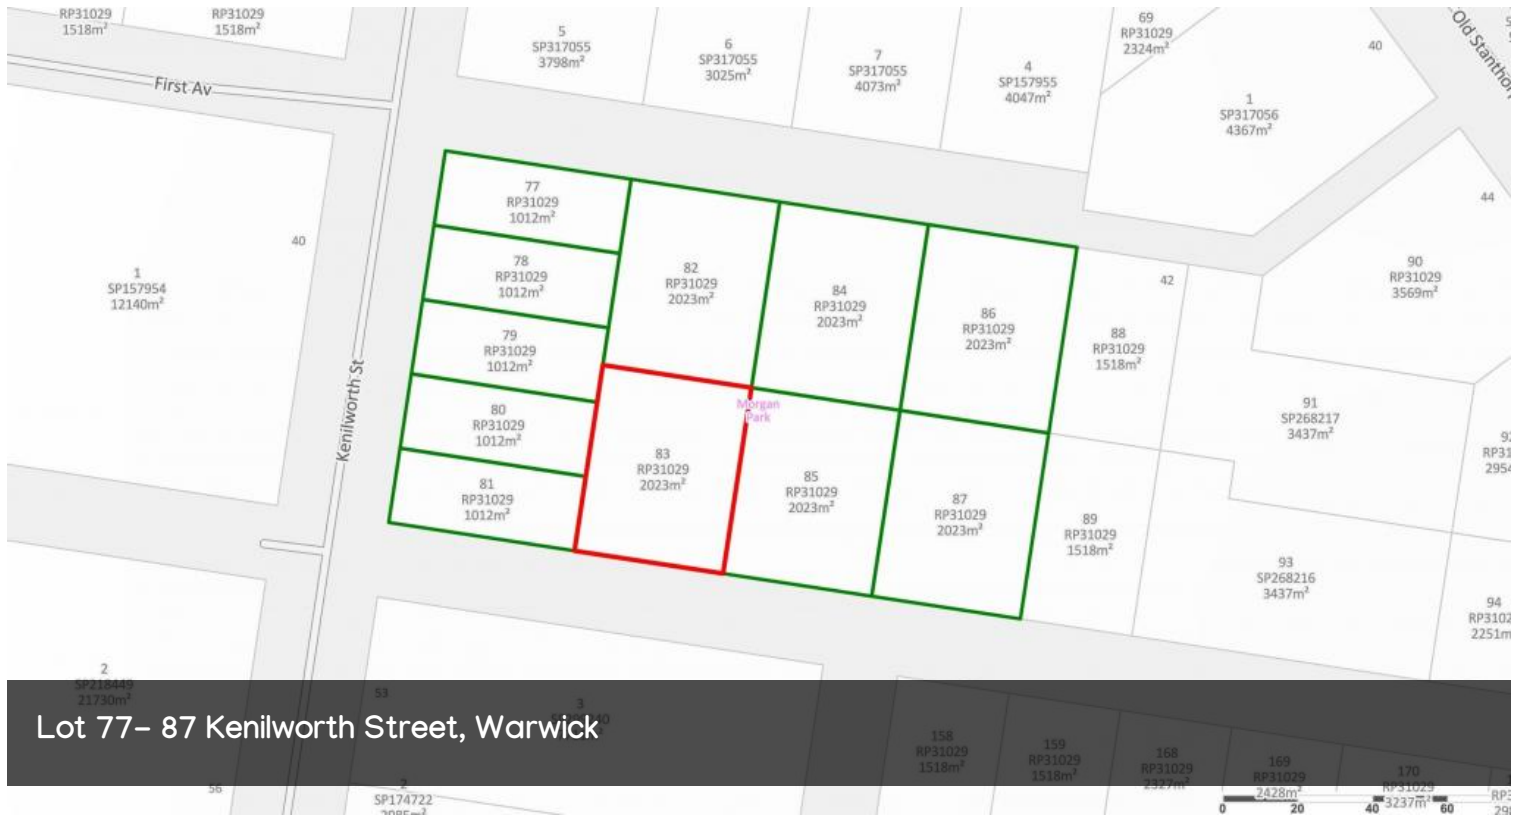 RP31029
1518m²
RP31029
1518m²
5
SP317055
3798m²
6
SP317055
3025m²
7
SP317055
4073m²
4
SP157955
4047m²
69
RP31029
2324m²
40
1
SP317056
4367m²
Old Stanthor
First Av
44
90
RP31029
3569m²
40
1
SP157954
12140m²
Kenilworth St
77
RP31029
1012m²
78
RP31029
1012m²
79
RP31029
1012m²
80
RP31029
1012m²
81
RP31029
1012m²
82
RP31029
2023m²
84
RP31029
2023m²
86
RP31029
2023m²
42
88
RP31029
1518m²
Morgan
Park
83
RP31029
2023m²
85
RP31029
2023m²
87
RP31029
2023m²
89
RP31029
1518m²
91
SP268217
3437m²
93
SP268216
3437m²
94
RP3102
2251m
2
SP218449
21730m²
53
3
Lot 77– 87 Kenilworth Street, Warwick
158
RP31029
1518m²
159
RP31029
1518m²
168
RP31029
2327m²
169
RP31029
2428m²
170
RP31029
3237m²
56
2
SP174722
0 20 40 60